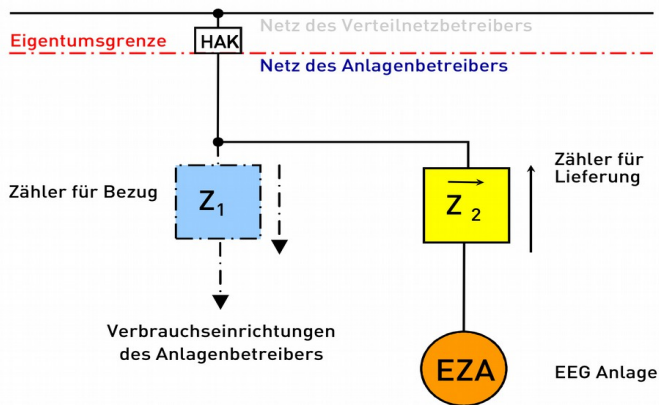 Netz des Verteilnetzbetreibers
Eigentumsgrenze
HAK
Netz des Anlagenbetreibers
Zähler für Bezug
Z1
Z 2
Zähler für
Lieferung
Verbrauchseinrichtungen
des Anlagenbetreibers
EZA
EEG Anlage